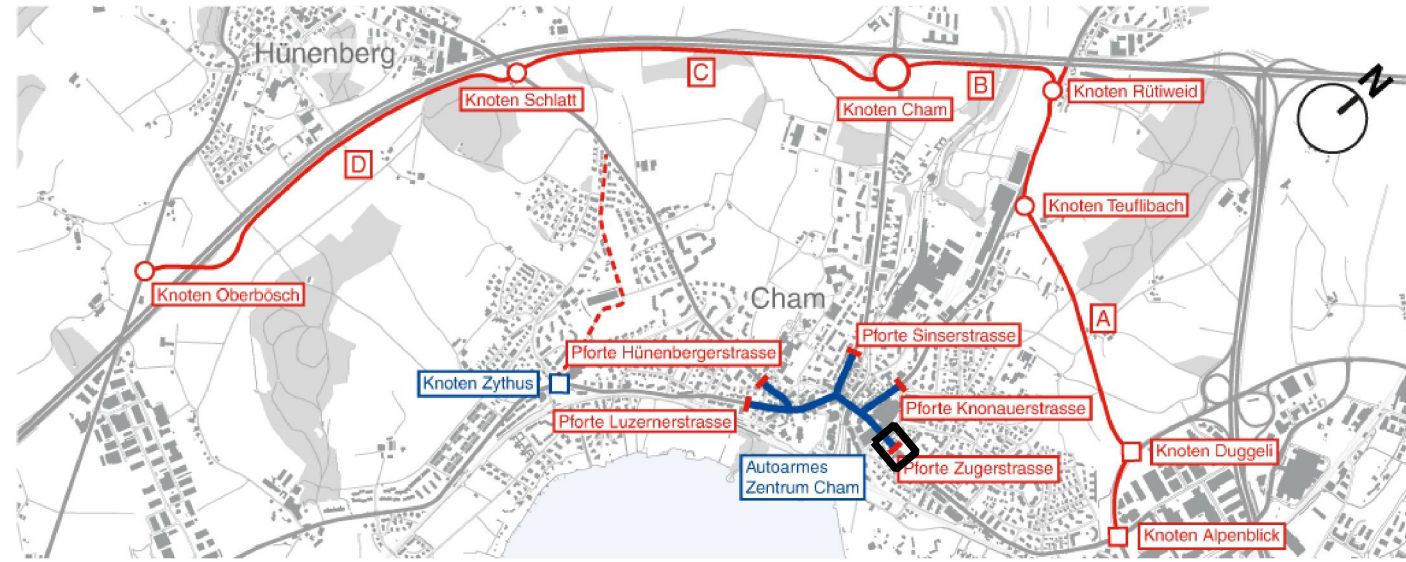 Hünenberg
C
B
N
Knoten Schlatt
Knoten Cham
Knoten Rütiweid
D
Knoten Teuflibach
Knoten Oberbösch
Cham
A
Pforte Sinserstrasse
Pforte Hünenbergerstrasse
Knoten Zythus
Pforte Knonauerstrasse
Pforte Luzernerstrasse
Knoten Duggeli
Autoarmes
Zentrum Cham
Pforte Zugerstrasse
Knoten Alpenblick